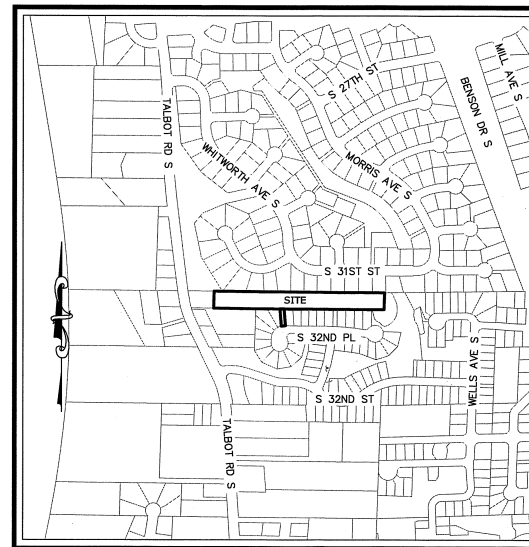 S 27TH ST
MILL AVE S
BENSON DR S
TALBOT RD S
WHITWORTH AVE S
MORRIS AVE S
S 31ST ST
SITE
S 32ND PL
WELLS AVE S
S 32ND ST
TALBOT RD S